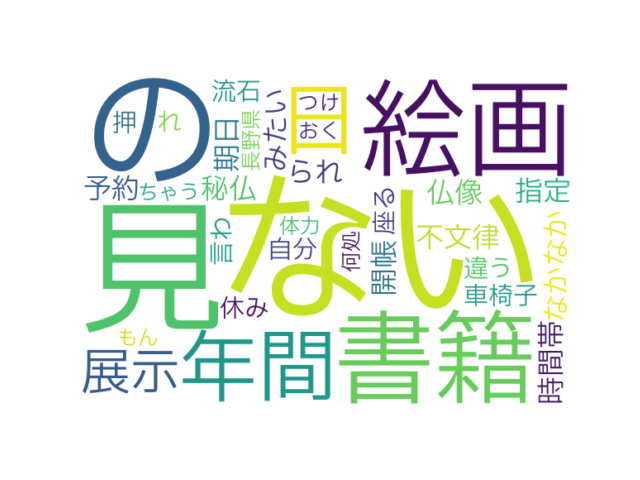 の
流石
押
れ
期日
長野県
みたい
日
つけ
おく
られ
絵画
予約
ちゃう
秘仏
仏像
指定
見
ない
言わ
体力
自分
何処
開帳
座る
不文律
違う
車椅子
なかなか
休み
もん
展示
年間
書籍
時間帯